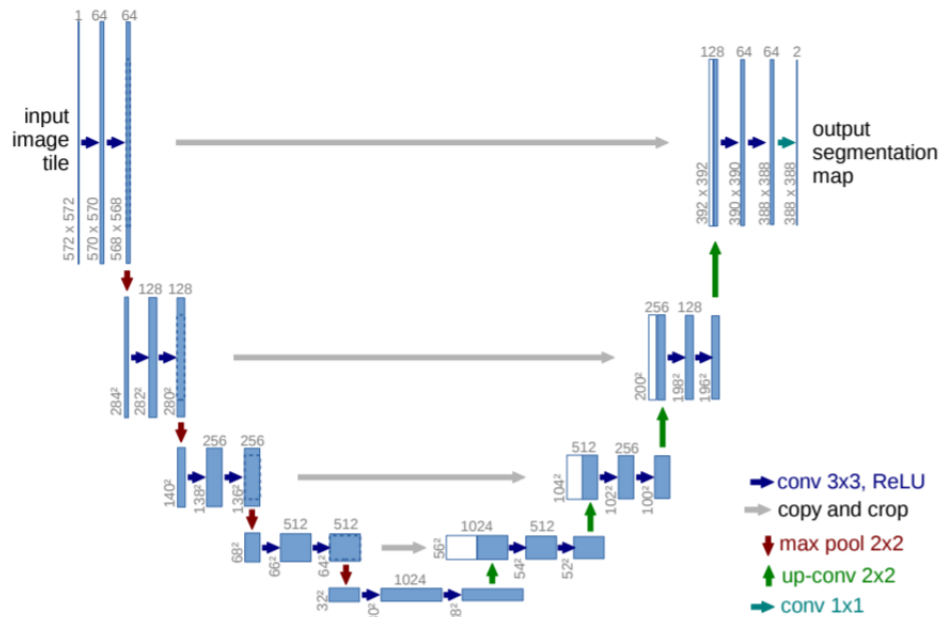 1 64 64
128 64 64 2
input
image
tile
output
segmentation
map
572 x 572
570 x 570
568 x 568
392 x 392
390 x 390
388 x 388
388 x 388
128 128
256 128
284²
282²
280²
200²
198²
196²
256 256
512 256
140²
138²
136²
104²
102²
100²
512 512
1024 512
68²
66²
64²
56²
54²
52²
1024
32²
conv 3x3, ReLU
copy and crop
max pool 2x2
up-conv 2x2
conv 1x1